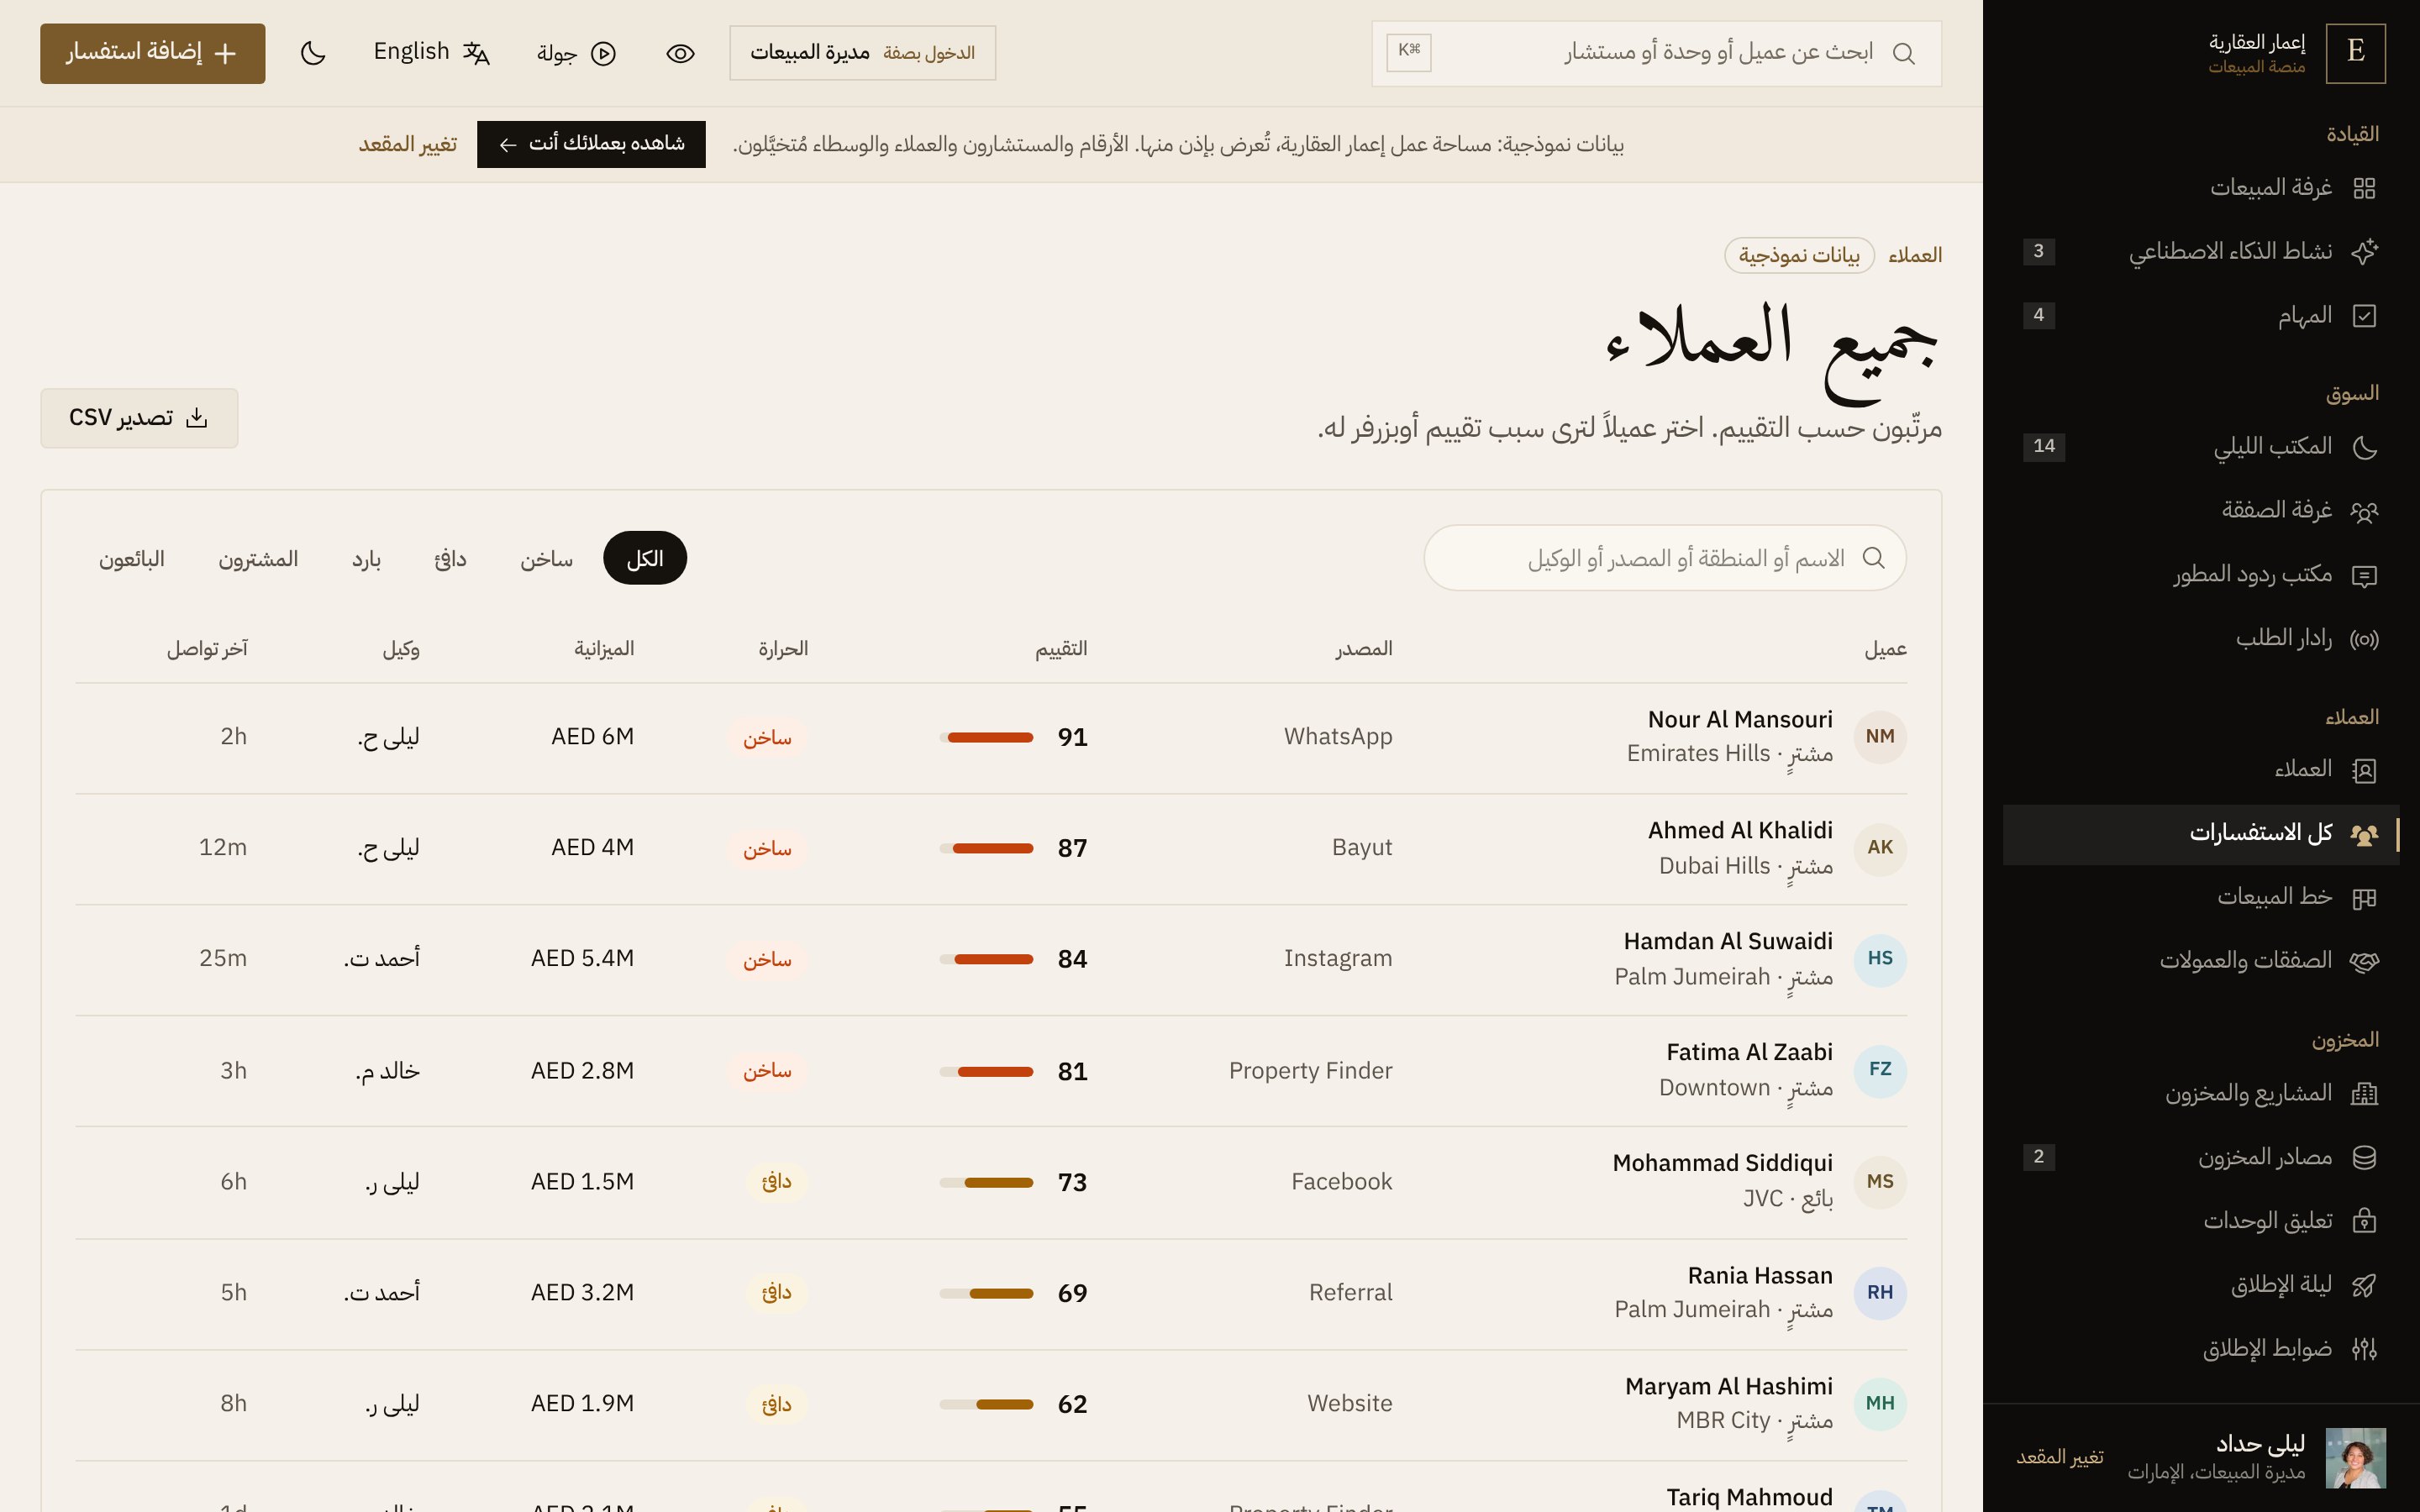 E
إعمار العقارية
منصة المبيعات
القيادة
غرفة المبيعات
نشاط الذكاء الاصطناعي 3
المهام 4
السوق
المكتب الليلي 14
غرفة الصفقة
مكتب ردود المطور
رادار الطلب
العملاء
العملاء
كل الاستفسارات
خط المبيعات
الصفقات والعمولات
المخزون
المشاريع والمخزون
مصادر المخزون 2
تعليق الوحدات
ليلة الإطلاق
ضوابط الإطلاق
ليلى حداد
مديرة المبيعات، الإمارات
تغيير المقعد
ابحث عن عميل أو وحدة أو مستشار ⌘K
الدخول بصفة مديرة المبيعات
جولة
English
إضافة استفسار
بيانات نموذجية: مساحة عمل إعمار العقارية، تُعرض بإذن منها. الأرقام والمستشارون والعملاء والوسطاء مُتخيَّلون.
شاهده بعملائك أنت ←
تغيير المقعد
العملاء بيانات نموذجية
جميع العملاء
مرتّبون حسب التقييم. اختر عميلاً لترى سبب تقييم أوبزرفر له.
تصدير CSV
الاسم أو المنطقة أو المصدر أو الوكيل
الكل ساخن دافئ بارد المشترون البائعون
عميل المصدر التقييم الحرارة الميزانية وكيل آخر تواصل
NM Nour Al Mansouri WhatsApp 91 ساخن AED 6M ليلى ح. 2h
مشترٍ · Emirates Hills
AK Ahmed Al Khalidi Bayut 87 ساخن AED 4M ليلى ح. 12m
مشترٍ · Dubai Hills
HS Hamdan Al Suwaidi Instagram 84 ساخن AED 5.4M أحمد ت. 25m
مشترٍ · Palm Jumeirah
FZ Fatima Al Zaabi Property Finder 81 ساخن AED 2.8M خالد م. 3h
مشترٍ · Downtown
MS Mohammad Siddiqui Facebook 73 دافئ AED 1.5M ليلى ر. 6h
بائع · JVC
RH Rania Hassan Referral 69 دافئ AED 3.2M أحمد ت. 5h
مشترٍ · Palm Jumeirah
MH Maryam Al Hashimi Website 62 دافئ AED 1.9M ليلى ر. 8h
مشترٍ · MBR City
Tariq Mahmoud Property Finder